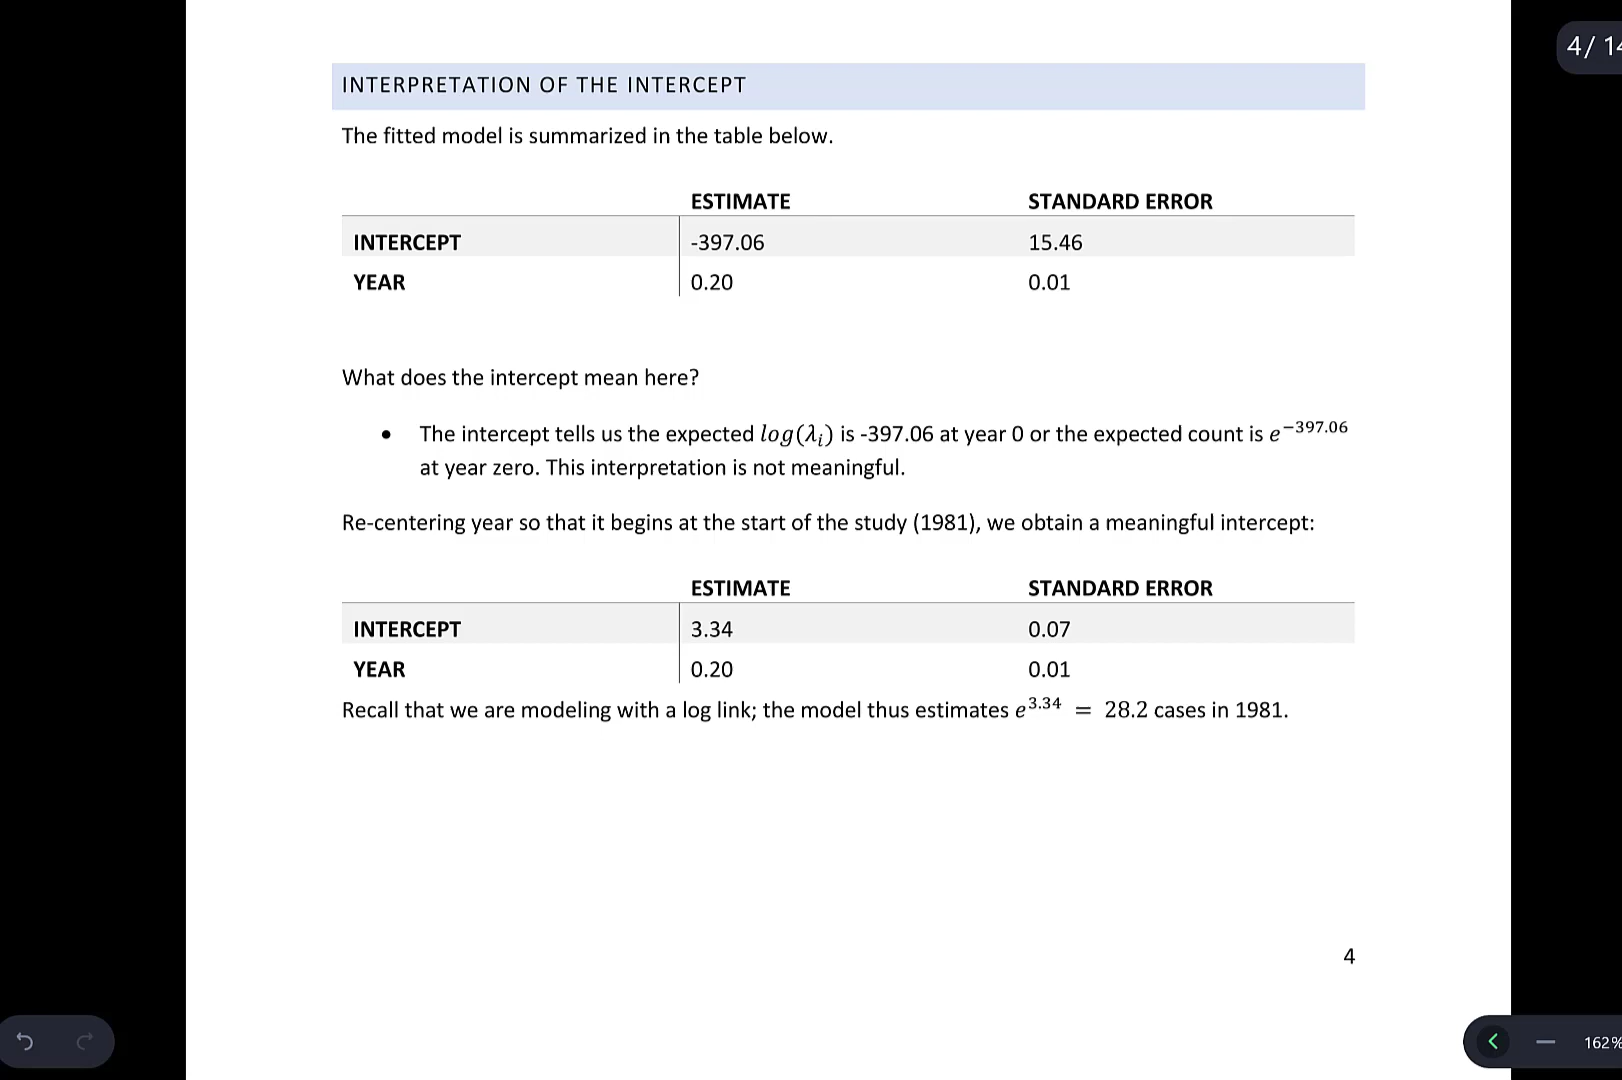 4/ 14
INTERPRETATION OF THE INTERCEPT
The fitted model is summarized in the table below.
ESTIMATE STANDARD ERROR
INTERCEPT -397.06 15.46
YEAR 0.20 0.01
What does the intercept mean here?
• The intercept tells us the expected log(λᵢ) is -397.06 at year 0 or the expected count is e⁻³⁹⁷·⁰⁶
at year zero. This interpretation is not meaningful.
Re-centering year so that it begins at the start of the study (1981), we obtain a meaningful intercept:
ESTIMATE STANDARD ERROR
INTERCEPT 3.34 0.07
YEAR 0.20 0.01
Recall that we are modeling with a log link; the model thus estimates e³·³⁴ = 28.2 cases in 1981.
4
162%